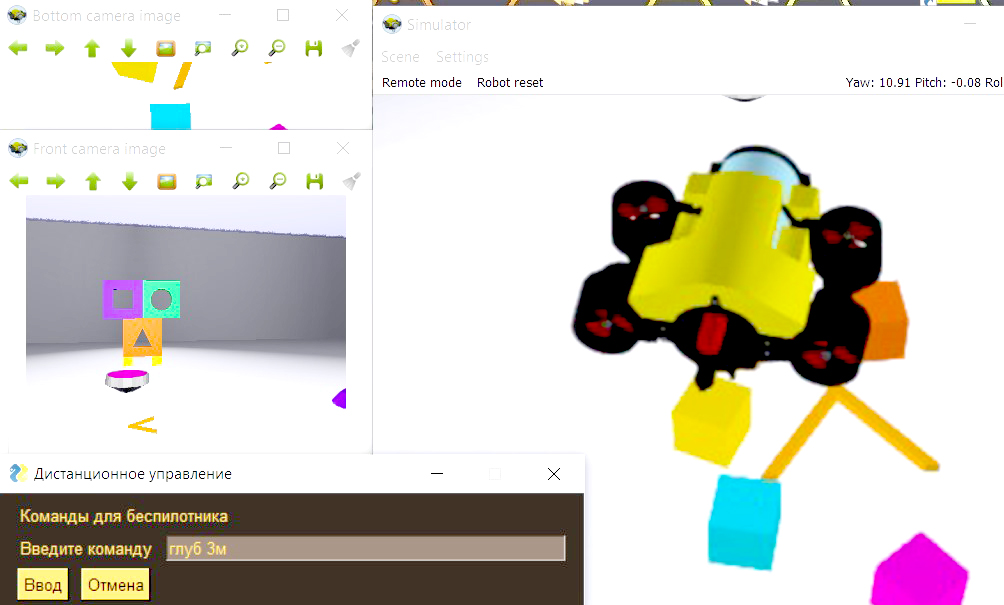 Bottom camera image
Simulator
Scene Settings
Remote mode Robot reset
Yaw: 10.91 Pitch: -0.08 Rol
Front camera image
Дистанционное управление
Команды для беспилотника
Введите команду глуб 3м
Ввод Отмена